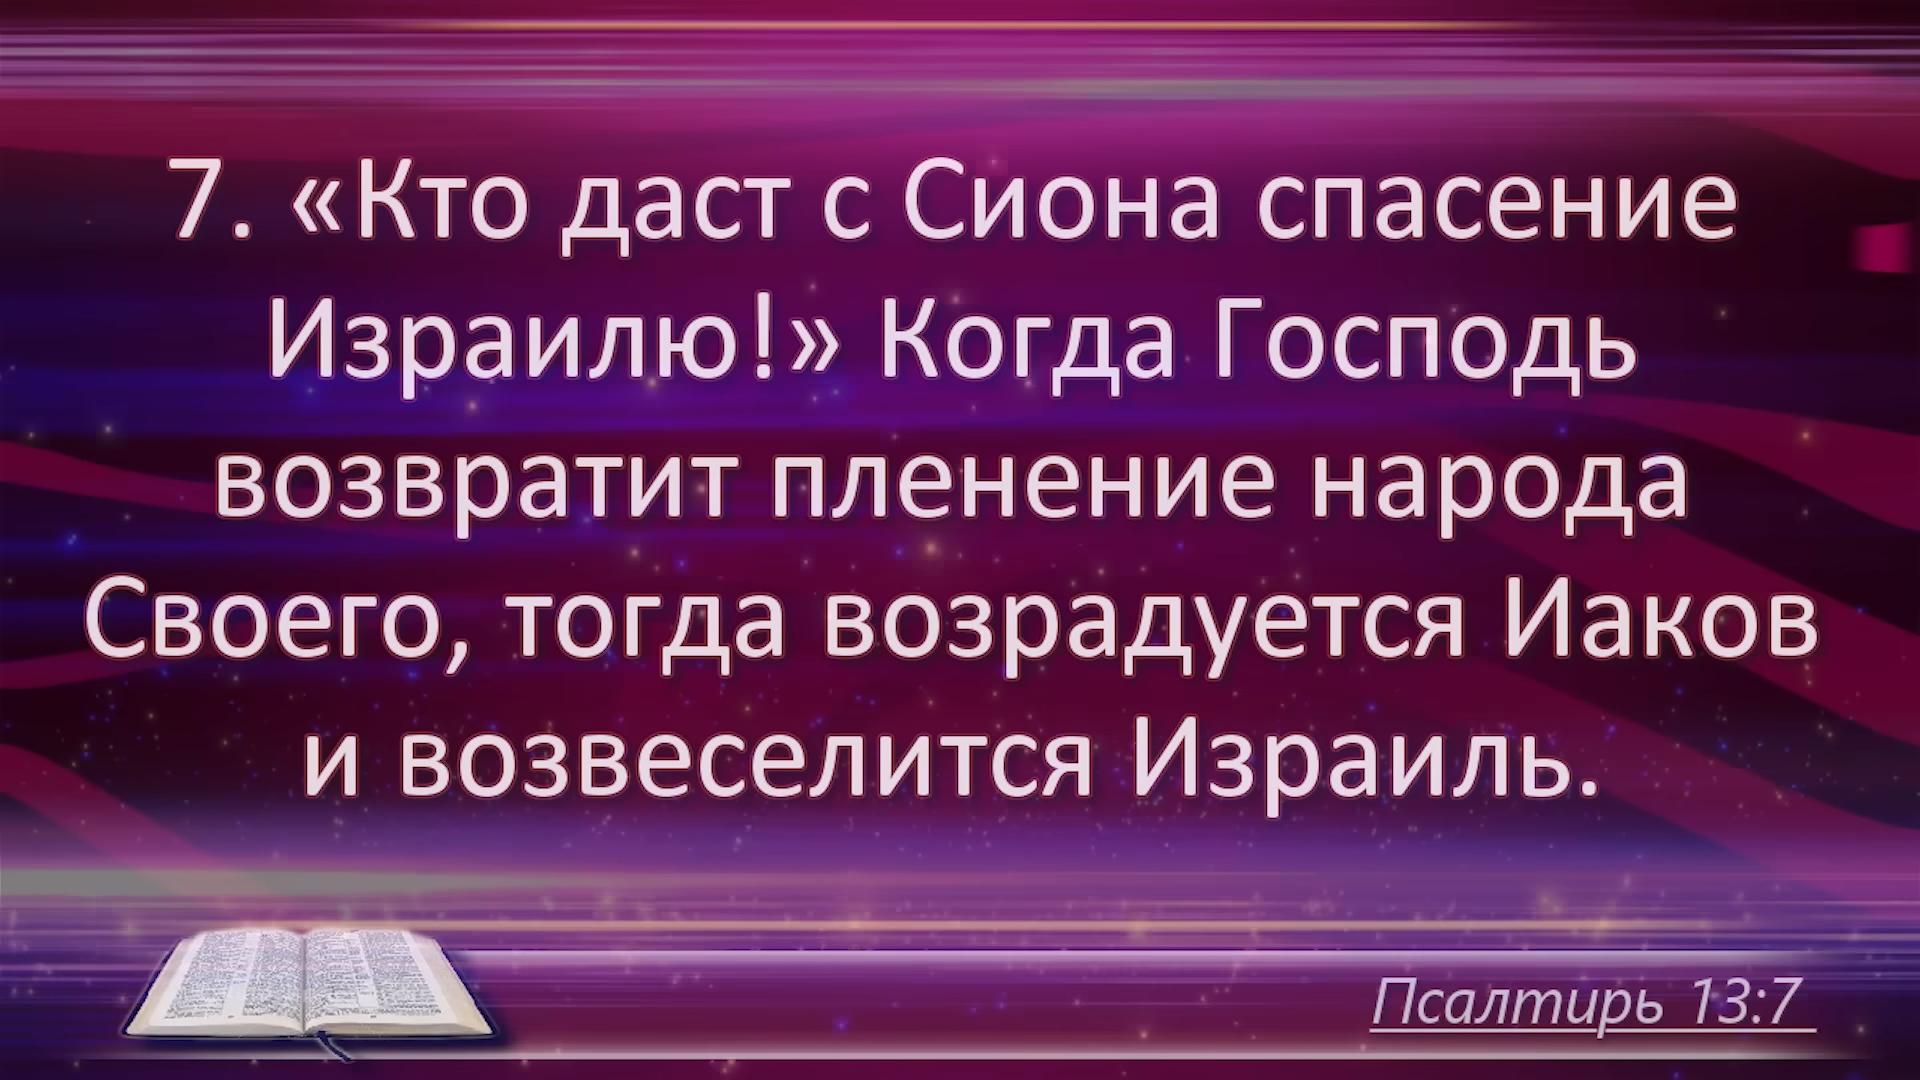 7. «Кто даст с Сиона спасение
Израилю!» Когда Господь
возвратит пленение народа
Своего, тогда возрадуется Иаков
и возвеселится Израиль.
Псалтирь 13:7